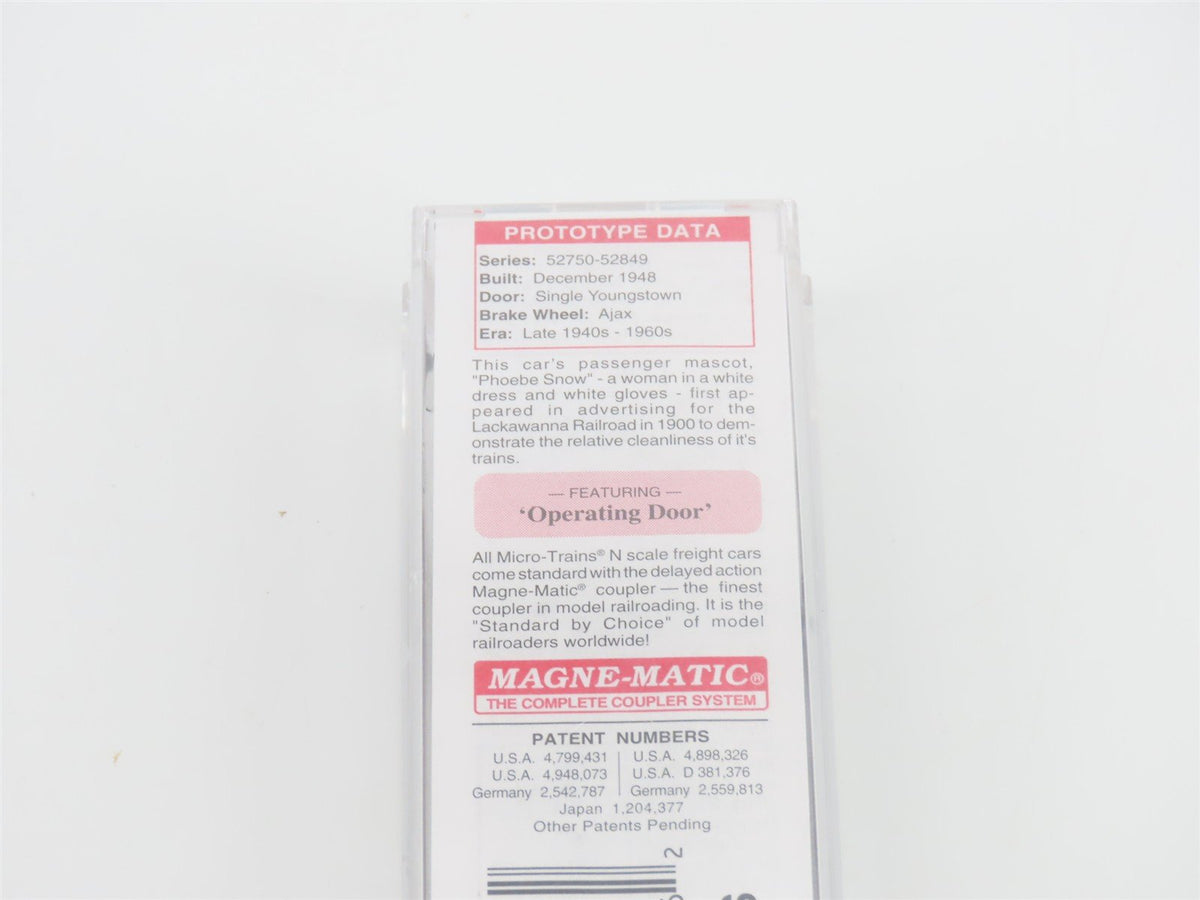 PROTOTYPE DATA
Series: 52750-52849
Built: December 1948
Door: Single Youngstown
Brake Wheel: Ajax
Era: Late 1940s - 1960s
This car's passenger mascot,
"Phoebe Snow" - a woman in a white
dress and white gloves - first ap-
peared in advertising for the
Lackawanna Railroad in 1900 to dem-
onstrate the relative cleanliness of it's
trains.
— FEATURING —
‘Operating Door’
All Micro-Trains® N scale freight cars
come standard with the delayed action
Magne-Matic® coupler — the finest
coupler in model railroading. It is the
"Standard by Choice" of model
railroaders worldwide!
MAGNE-MATIC®
THE COMPLETE COUPLER SYSTEM
PATENT NUMBERS
U.S.A. 4,799,431 | U.S.A. 4,898,326
U.S.A. 4,948,073 | U.S.A. D 381,376
Germany 2,542,787 | Germany 2,559,813
Japan 1,204,377
Other Patents Pending
2